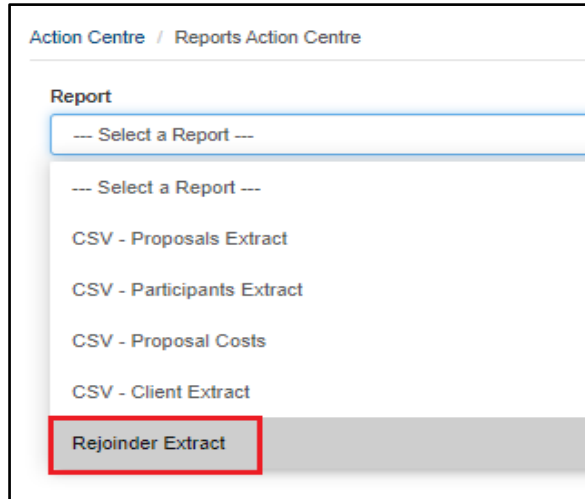 Action Centre / Reports Action Centre
Report
--- Select a Report ---
--- Select a Report ---
CSV - Proposals Extract
CSV - Participants Extract
CSV - Proposal Costs
CSV - Client Extract
Rejoinder Extract